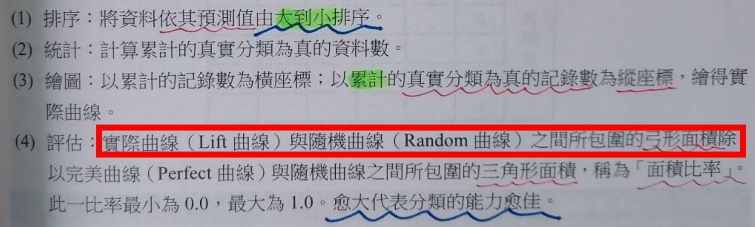 (1) 排序：將資料依其預測值由大到小排序。
(2) 統計：計算累計的真實分類為真的資料數。
(3) 繪圖：以累計的記錄數為橫座標；以累計的真實分類為真的記錄數為縱座標，繪得實
際曲線。
(4) 評估：實際曲線（Lift 曲線）與隨機曲線（Random 曲線）之間所包圍的弓形面積除
以完美曲線（Perfect 曲線）與隨機曲線之間所包圍的三角形面積，稱為「面積比率」。
此一比率最小為 0.0，最大為 1.0。愈大代表分類的能力愈佳。